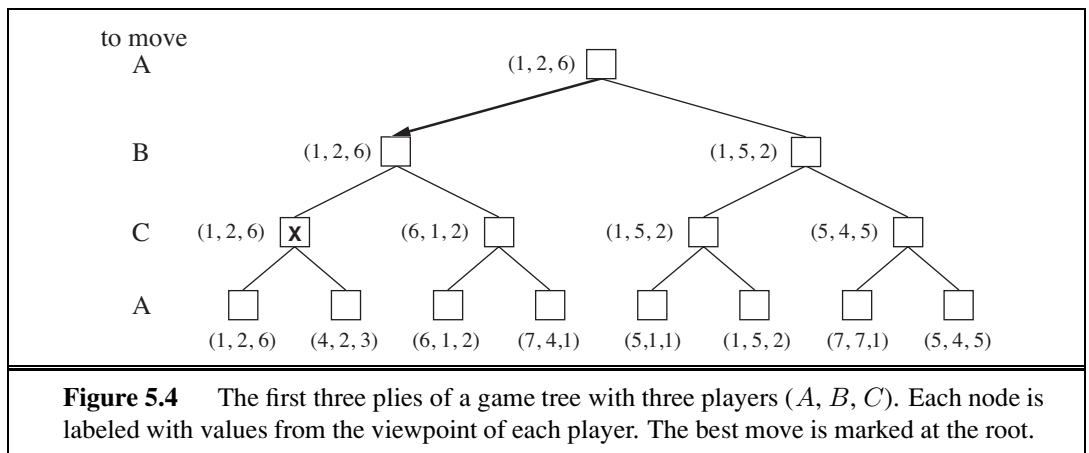 to move
A (1, 2, 6)
B (1, 2, 6) (1, 5, 2)
C (1, 2, 6) X (6, 1, 2) (1, 5, 2) (5, 4, 5)
A
(1, 2, 6) (4, 2, 3) (6, 1, 2) (7, 4,1) (5,1,1) (1, 5, 2) (7, 7,1) (5, 4, 5)
Figure 5.4 The first three plies of a game tree with three players (A, B, C). Each node is
labeled with values from the viewpoint of each player. The best move is marked at the root.